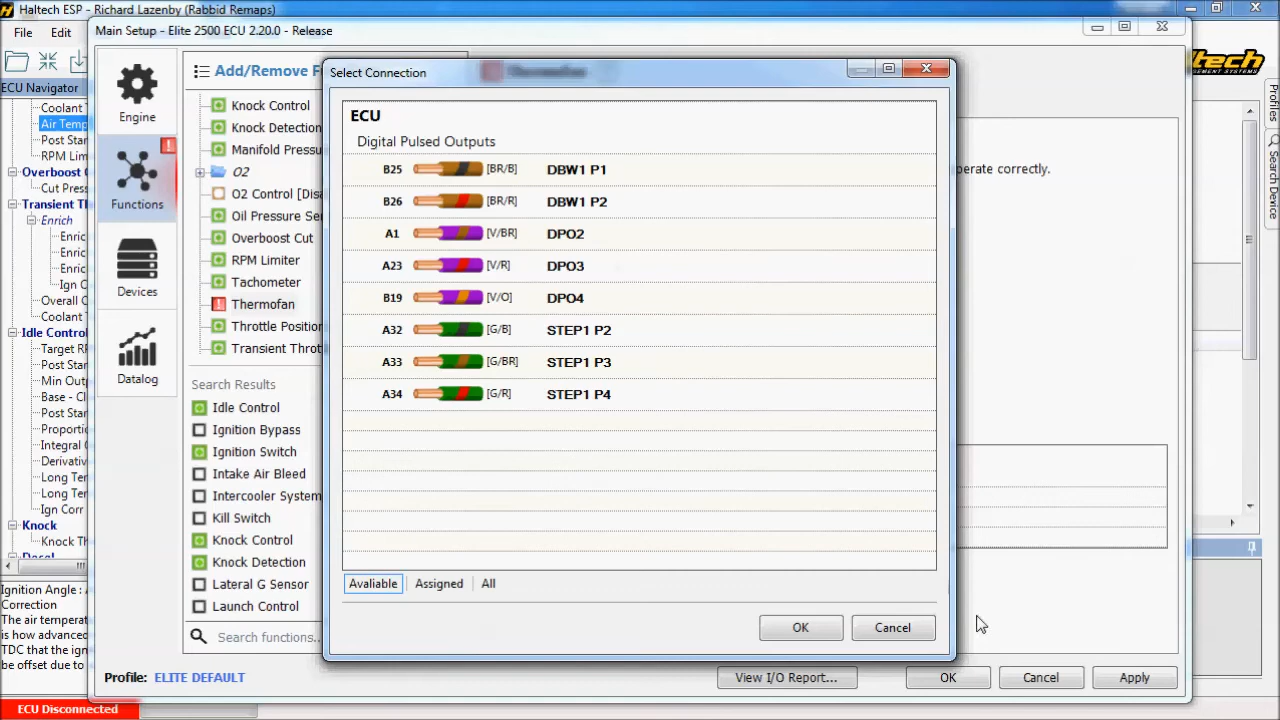 Haltech ESP - Richard Lazenby (Rabbid Remaps)
File Edit
Main Setup - Elite 2500 ECU 2.20.0 - Release
ECU Navigator
Coolant
Air Temp
Post Star
RPM Lim
Overboost C
Cut Press
Transient Thr
Enrich
Enric
Enric
Enric
Ign C
Overall C
Coolant
Idle Control
Target RP
Post Star
Min Outp
Base - Cl
Post Star
Proportio
Integral G
Derivativ
Long Ter
Long Ter
Ign Corr
Knock
Knock Th
Decel
Ignition Angle : A
Correction
The air temperat
is how advanced
TDC that the ign
be offset due to
ECU Disconnected
Engine
Functions
Devices
Datalog
Add/Remove F
Knock Control
Knock Detection
Manifold Pressu
O2
O2 Control [Disa
Oil Pressure Se
Overboost Cut
RPM Limiter
Tachometer
Thermofan
Throttle Position
Transient Throt
Search Results
Idle Control
Ignition Bypass
Ignition Switch
Intake Air Bleed
Intercooler System
Kill Switch
Knock Control
Knock Detection
Lateral G Sensor
Launch Control
Search functions..
Profile: ELITE DEFAULT
Select Connection
ECU
Digital Pulsed Outputs
B25 [BR/B] DBW1 P1
B26 [BR/R] DBW1 P2
A1 [V/BR] DPO2
A23 [V/R] DPO3
B19 [V/O] DPO4
A32 [G/B] STEP1 P2
A33 [G/BR] STEP1 P3
A34 [G/R] STEP1 P4
Avaliable Assigned All
OK Cancel
perate correctly.
View I/O Report... OK Cancel Apply
ltech
EMENT SYSTEMS
Profiles
Search Device